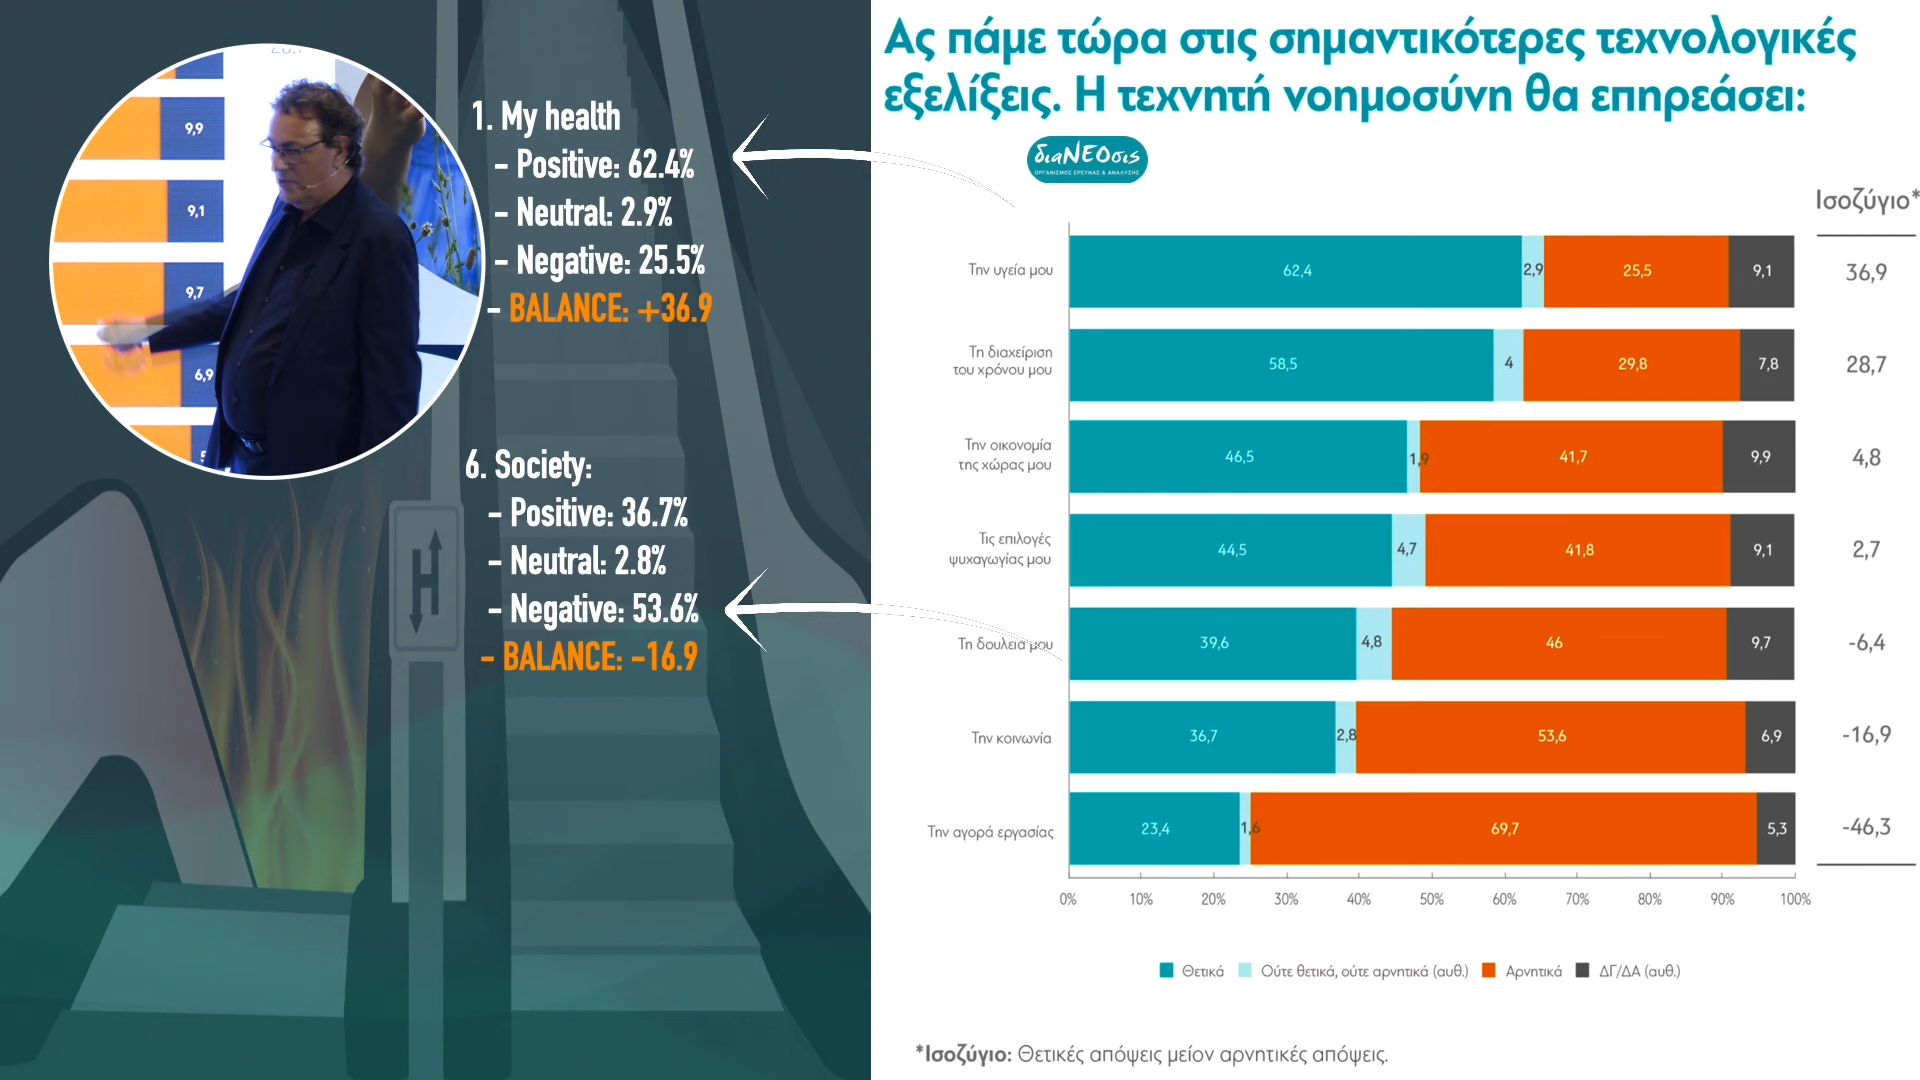 9,9
9,1
9,7
6,9
1. My health
- Positive: 62.4%
- Neutral: 2.9%
- Negative: 25.5%
- BALANCE: +36.9
6. Society:
- Positive: 36.7%
- Neutral: 2.8%
- Negative: 53.6%
- BALANCE: -16.9
H
Ας πάμε τώρα στις σημαντικότερες τεχνολογικές
εξελίξεις. Η τεχνητή νοημοσύνη θα επηρεάσει:
διαΝΕΟσις
ΟΡΓΑΝΙΣΜΟΣ ΕΡΕΥΝΑΣ & ΑΝΑΛΥΣΗΣ
Ισοζύγιο*
Την υγεία μου 62,4 2,9 25,5 9,1 36,9
Τη διαχείριση
του χρόνου μου 58,5 4 29,8 7,8 28,7
Την οικονομία
της χώρας μου 46,5 1,9 41,7 9,9 4,8
Τις επιλογές
ψυχαγωγίας μου 44,5 4,7 41,8 9,1 2,7
Τη δουλειά μου 39,6 4,8 46 9,7 -6,4
Την κοινωνία 36,7 2,8 53,6 6,9 -16,9
Την αγορά εργασίας 23,4 1,6 69,7 5,3 -46,3
0% 10% 20% 30% 40% 50% 60% 70% 80% 90% 100%
Θετικά Ούτε θετικά, ούτε αρνητικά (αυθ.) Αρνητικά ΔΓ/ΔΑ (αυθ.)
*Ισοζύγιο: Θετικές απόψεις μείον αρνητικές απόψεις.